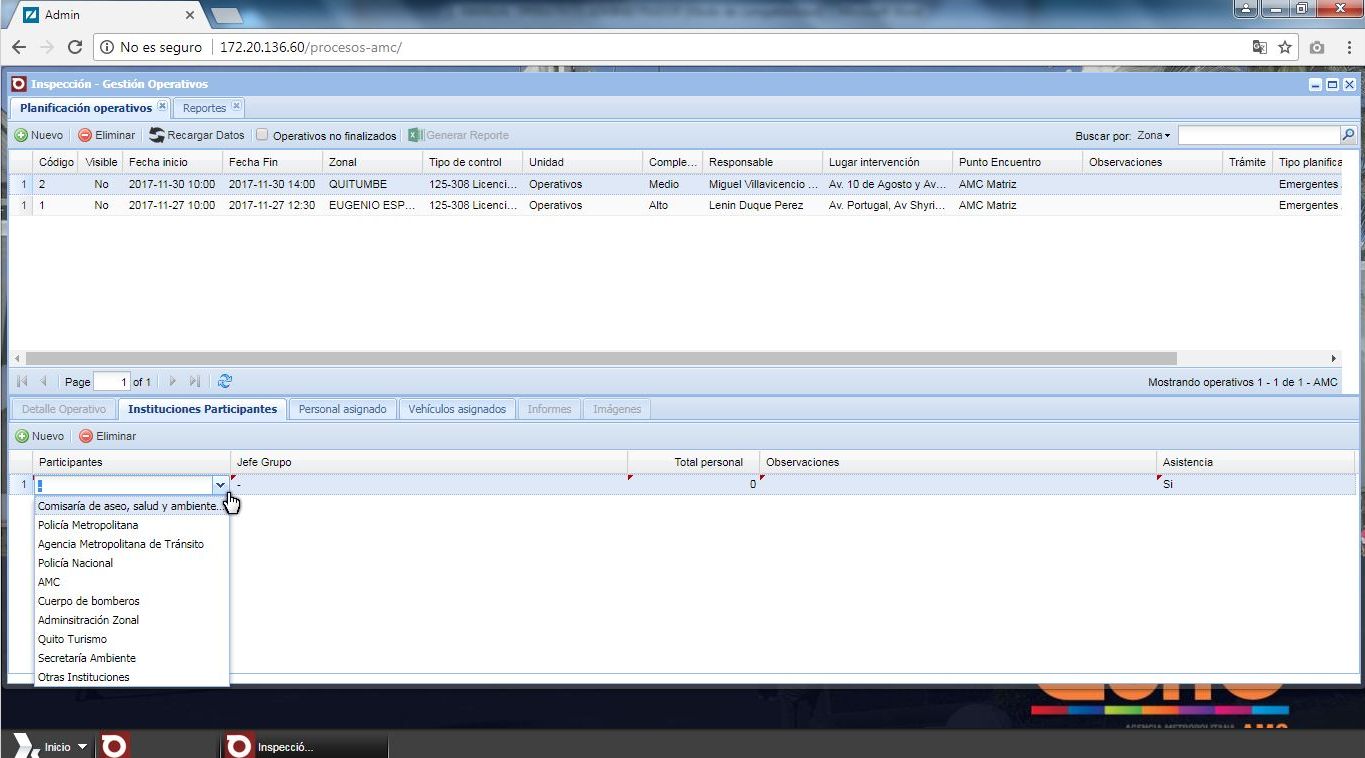 Admin
No es seguro 172.20.136.60/procesos-amc/
Inspección - Gestión Operativos
Planificación operativos Reportes
Nuevo Eliminar Recargar Datos Operativos no finalizados Generar Reporte Buscar por: Zona
Código Visible Fecha inicio Fecha Fin Zonal Tipo de control Unidad Comple... Responsable Lugar intervención Punto Encuentro Observaciones Trámite Tipo planifica
1 2 No 2017-11-30 10:00 2017-11-30 14:00 QUITUMBE 125-308 Licenci... Operativos Medio Miguel Villavicencio ... Av. 10 de Agosto y Av... AMC Matriz Emergentes
1 1 No 2017-11-27 10:00 2017-11-27 12:30 EUGENIO ESP... 125-308 Licenci... Operativos Alto Lenin Duque Perez Av. Portugal, Av Shyri... AMC Matriz Emergentes
Page 1 of 1 Mostrando operativos 1 - 1 de 1 - AMC
Detalle Operativo Instituciones Participantes Personal asignado Vehículos asignados Informes Imágenes
Nuevo Eliminar
Participantes Jefe Grupo Total personal Observaciones Asistencia
1 - - 0 Si
Comisaría de aseo, salud y ambiente...
Policía Metropolitana
Agencia Metropolitana de Tránsito
Policía Nacional
AMC
Cuerpo de bomberos
Adminsitración Zonal
Quito Turismo
Secretaría Ambiente
Otras Instituciones
AGENCIA METROPOLITANA AMC
Inicio Inspecció...